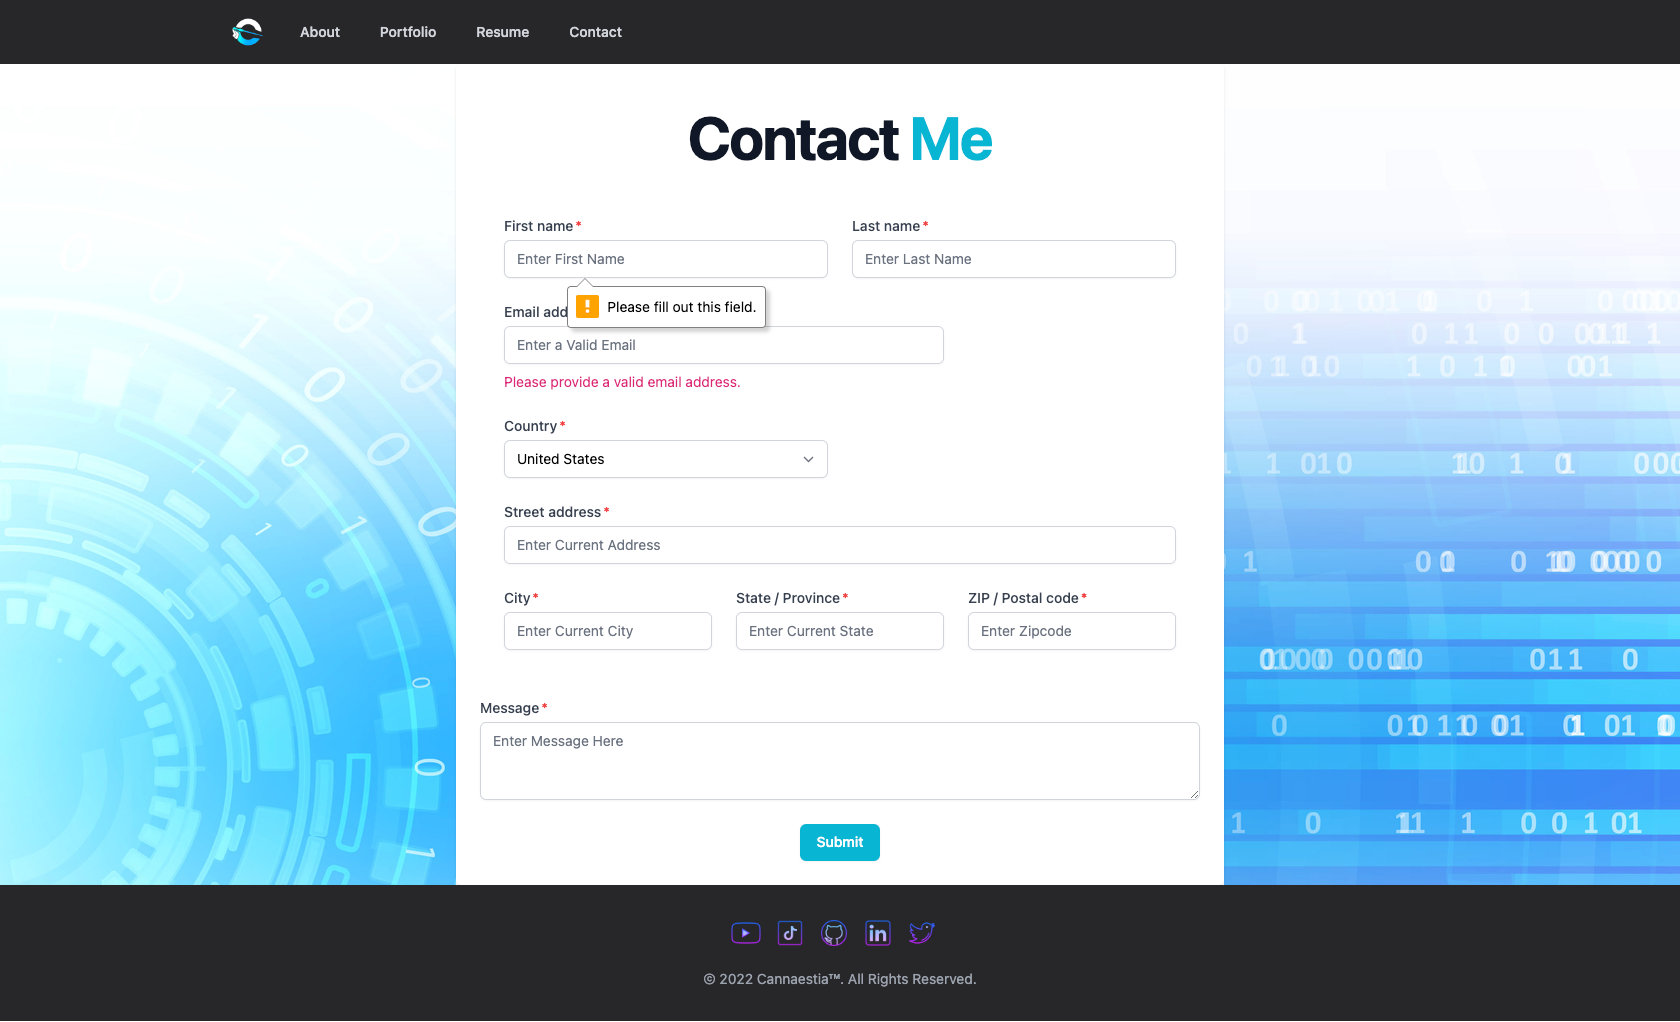 About Portfolio Resume Contact
Contact Me
First name* Last name*
Enter First Name Enter Last Name
Please fill out this field.
Email add
Enter a Valid Email
Please provide a valid email address.
Country*
United States
Street address*
Enter Current Address
City* State / Province* ZIP / Postal code*
Enter Current City Enter Current State Enter Zipcode
Message*
Enter Message Here
Submit
© 2022 Cannaestia™. All Rights Reserved.